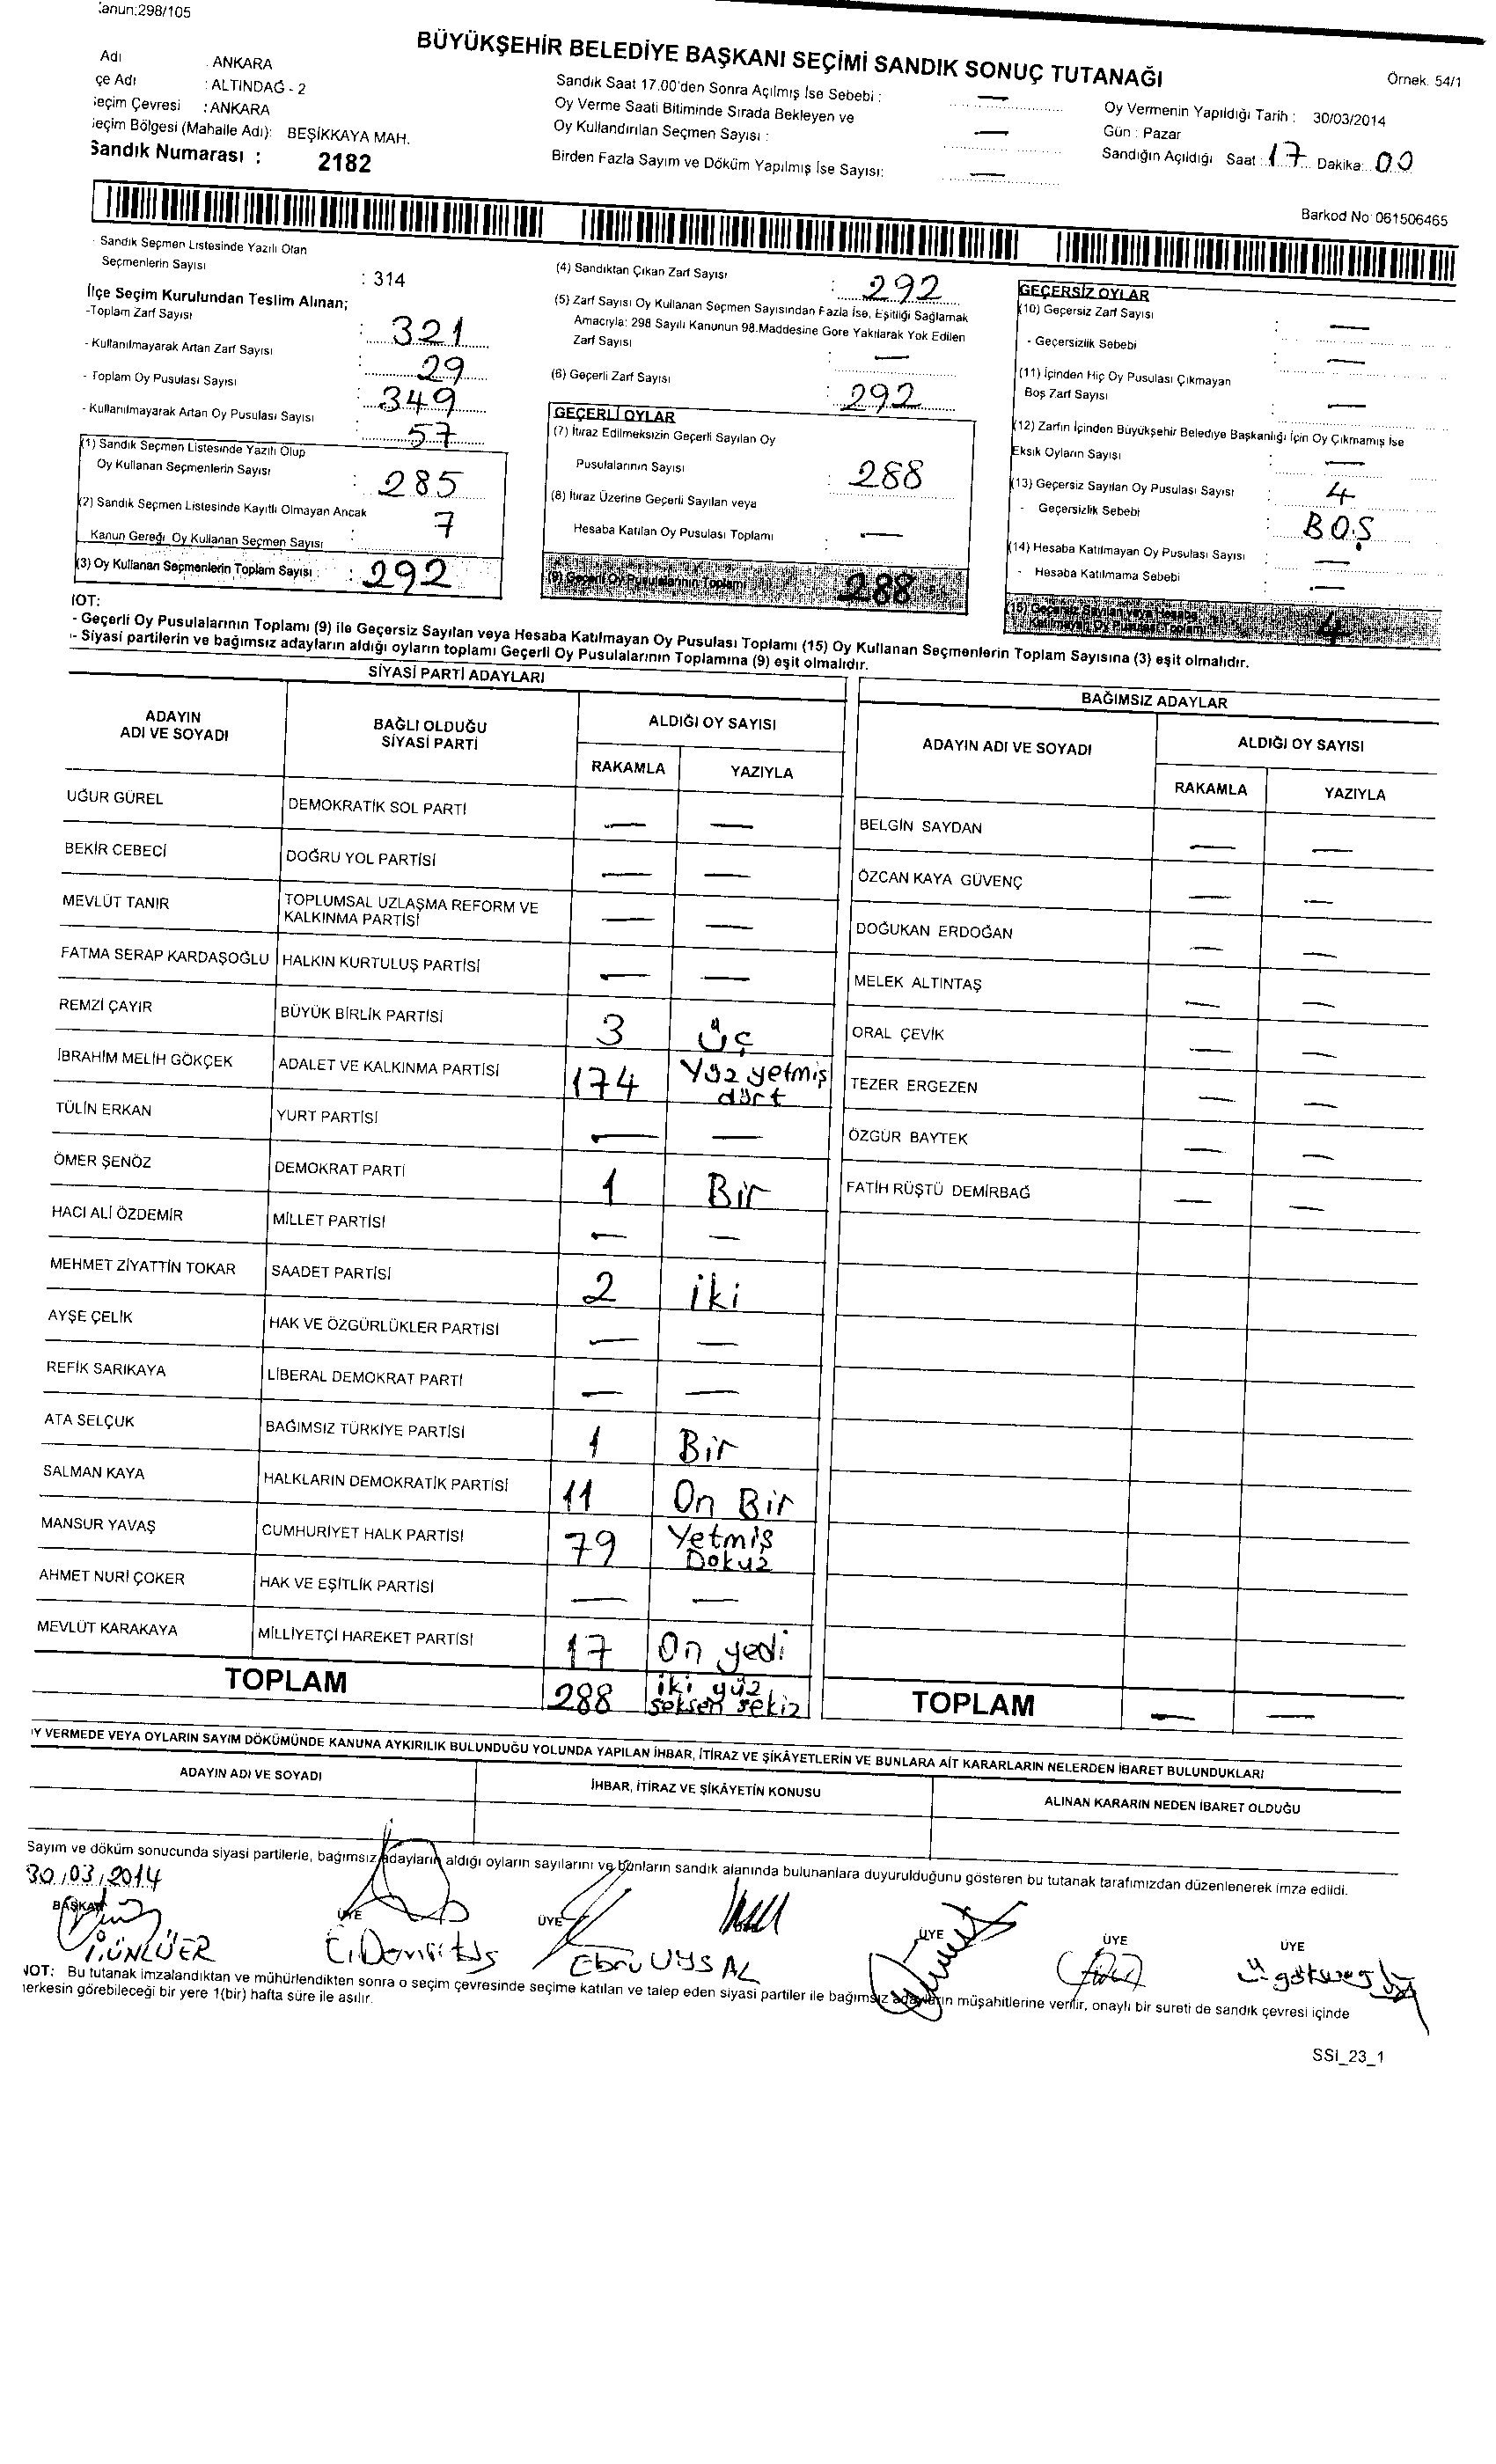 Kanun:298/105
BÜYÜKŞEHİR BELEDİYE BAŞKANI SEÇİMİ SANDIK SONUÇ TUTANAĞI
Örnek. 54/1
Adı : ANKARA
çe Adı : ALTINDAĞ - 2
eçim Çevresi : ANKARA
eçim Bölgesi (Mahalle Adı): BEŞİKKAYA MAH.
Sandık Numarası : 2182
Sandık Saat 17.00'den Sonra Açılmış İse Sebebi : —
Oy Verme Saati Bitiminde Sırada Bekleyen ve
Oy Kullandırılan Seçmen Sayısı : —
Birden Fazla Sayım ve Döküm Yapılmış İse Sayısı: —
Oy Vermenin Yapıldığı Tarih : 30/03/2014
Gün : Pazar
Sandığın Açıldığı Saat : 17 Dakika: 00
Barkod No: 061506465
- Sandık Seçmen Listesinde Yazılı Olan
Seçmenlerin Sayısı : 314
İlçe Seçim Kurulundan Teslim Alınan;
-Toplam Zarf Sayısı : 321
- Kullanılmayarak Artan Zarf Sayısı : 29
- Toplam Oy Pusulası Sayısı : 349
- Kullanılmayarak Artan Oy Pusulası Sayısı : 57
(1) Sandık Seçmen Listesinde Yazılı Olup
Oy Kullanan Seçmenlerin Sayısı : 285
(2) Sandık Seçmen Listesinde Kayıtlı Olmayan Ancak
Kanun Gereği Oy Kullanan Seçmen Sayısı : 7
(3) Oy Kullanan Seçmenlerin Toplam Sayısı : 292
(4) Sandıktan Çıkan Zarf Sayısı : 292
(5) Zarf Sayısı Oy Kullanan Seçmen Sayısından Fazla İse, Eşitliği Sağlamak
Amacıyla: 298 Sayılı Kanunun 98.Maddesine Göre Yakılarak Yok Edilen
Zarf Sayısı : —
(6) Geçerli Zarf Sayısı : 292
GEÇERLİ OYLAR
(7) İtiraz Edilmeksizin Geçerli Sayılan Oy
Pusulalarının Sayısı : 288
(8) İtiraz Üzerine Geçerli Sayılan veya
Hesaba Katılan Oy Pusulası Toplamı : —
(9) Geçerli Oy Pusulalarının Toplamı 288
GEÇERSİZ OYLAR
(10) Geçersiz Zarf Sayısı : —
- Geçersizlik Sebebi : —
(11) İçinden Hiç Oy Pusulası Çıkmayan
Boş Zarf Sayısı : —
(12) Zarfın İçinden Büyükşehir Belediye Başkanlığı İçin Oy Çıkmamış İse
Eksik Oyların Sayısı : —
(13) Geçersiz Sayılan Oy Pusulası Sayısı : 4
- Geçersizlik Sebebi : BOŞ
(14) Hesaba Katılmayan Oy Pusulası Sayısı : —
- Hesaba Katılmama Sebebi : —
(15) Geçersiz Sayılan veya Hesaba
Katılmayan Oy Pusulası Toplamı 4
NOT:
- Geçerli Oy Pusulalarının Toplamı (9) ile Geçersiz Sayılan veya Hesaba Katılmayan Oy Pusulası Toplamı (15) Oy Kullanan Seçmenlerin Toplam Sayısına (3) eşit olmalıdır.
- Siyasi partilerin ve bağımsız adayların aldığı oyların toplamı Geçerli Oy Pusulalarının Toplamına (9) eşit olmalıdır.
SİYASİ PARTİ ADAYLARI
ADAYIN ADI VE SOYADI BAĞLI OLDUĞU SİYASİ PARTİ ALDIĞI OY SAYISI
RAKAMLA YAZIYLA
UĞUR GÜREL DEMOKRATİK SOL PARTİ — —
BEKİR CEBECİ DOĞRU YOL PARTİSİ — —
MEVLÜT TANIR TOPLUMSAL UZLAŞMA REFORM VE KALKINMA PARTİSİ — —
FATMA SERAP KARDAŞOĞLU HALKIN KURTULUŞ PARTİSİ — —
REMZİ ÇAYIR BÜYÜK BİRLİK PARTİSİ 3 üç
İBRAHİM MELİH GÖKÇEK ADALET VE KALKINMA PARTİSİ 174 Yüz yetmiş dört
TÜLİN ERKAN YURT PARTİSİ — —
ÖMER ŞENÖZ DEMOKRAT PARTİ 1 Bir
HACI ALİ ÖZDEMİR MİLLET PARTİSİ — —
MEHMET ZİYATTİN TOKAR SAADET PARTİSİ 2 iki
AYŞE ÇELİK HAK VE ÖZGÜRLÜKLER PARTİSİ — —
REFİK SARIKAYA LİBERAL DEMOKRAT PARTİ — —
ATA SELÇUK BAĞIMSIZ TÜRKİYE PARTİSİ 1 Bir
SALMAN KAYA HALKLARIN DEMOKRATİK PARTİSİ 11 On Bir
MANSUR YAVAŞ CUMHURİYET HALK PARTİSİ 79 Yetmiş Dokuz
AHMET NURİ ÇOKER HAK VE EŞİTLİK PARTİSİ — —
MEVLÜT KARAKAYA MİLLİYETÇİ HAREKET PARTİSİ 17 On yedi
TOPLAM 288 iki yüz seksen sekiz
BAĞIMSIZ ADAYLAR
ADAYIN ADI VE SOYADI ALDIĞI OY SAYISI
RAKAMLA YAZIYLA
BELGİN SAYDAN — —
ÖZCAN KAYA GÜVENÇ — —
DOĞUKAN ERDOĞAN — —
MELEK ALTINTAŞ — —
ORAL ÇEVİK — —
TEZER ERGEZEN — —
ÖZGÜR BAYTEK — —
FATİH RÜŞTÜ DEMİRBAĞ — —
TOPLAM — —
Y VERMEDE VEYA OYLARIN SAYIM DÖKÜMÜNDE KANUNA AYKIRILIK BULUNDUĞU YOLUNDA YAPILAN İHBAR, İTİRAZ VE ŞİKÂYETLERİN VE BUNLARA AİT KARARLARIN NELERDEN İBARET BULUNDUKLARI
ADAYIN ADI VE SOYADI İHBAR, İTİRAZ VE ŞİKÂYETİN KONUSU ALINAN KARARIN NEDEN İBARET OLDUĞU
Sayım ve döküm sonucunda siyasi partilerle, bağımsız adayların aldığı oyların sayılarını ve bunların sandık alanında bulunanlara duyurulduğunu gösteren bu tutanak tarafımızdan düzenlenerek imza edildi.
30/03/2014
BAŞKAN ÜYE ÜYE ÜYE ÜYE ÜYE
İ.ÜNLÜER Ebru UYSAL
NOT: Bu tutanak imzalandıktan ve mühürlendikten sonra o seçim çevresinde seçime katılan ve talep eden siyasi partiler ile bağımsız adayların müşahitlerine verilir, onaylı bir sureti de sandık çevresi içinde
herkesin görebileceği bir yere 1(bir) hafta süre ile asılır.
SSİ_23_1